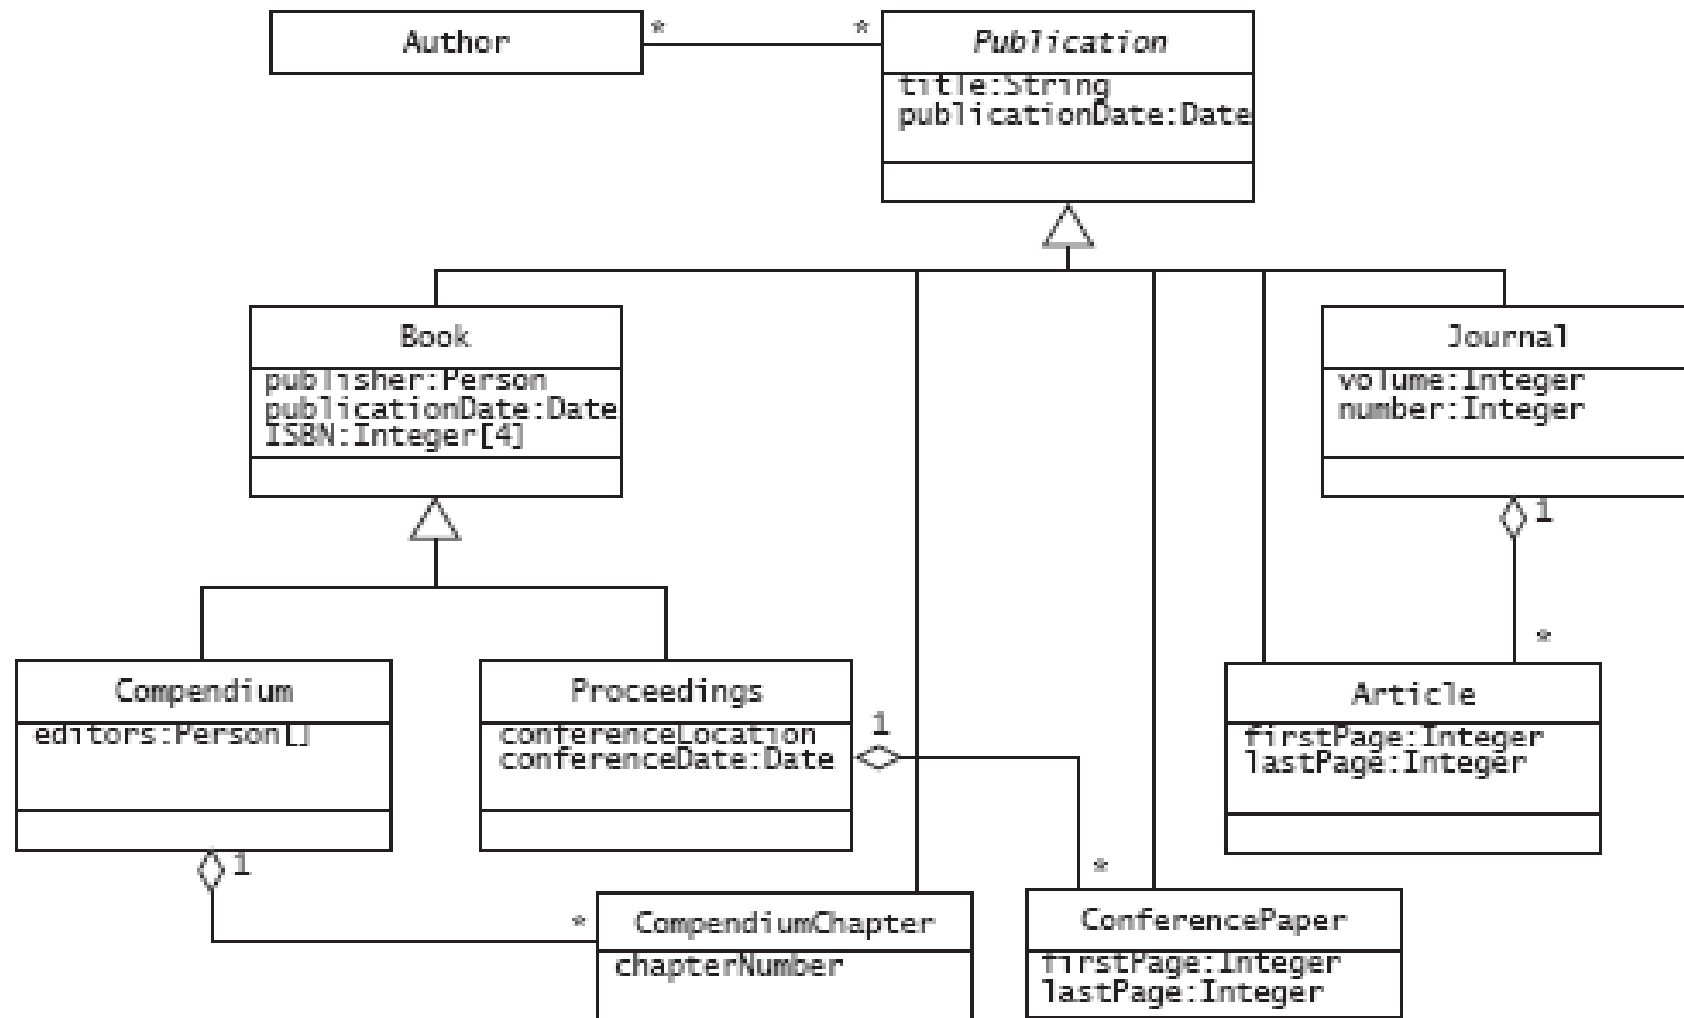 Author
*
*
Publication
title:String
publicationDate:Date
Book
publisher:Person
publicationDate:Date
ISBN:Integer[4]
Journal
volume:Integer
number:Integer
1
*
Compendium
editors:Person[]
Proceedings
conferenceLocation
conferenceDate:Date
1
Article
firstPage:Integer
lastPage:Integer
1
*
*
CompendiumChapter
chapterNumber
ConferencePaper
firstPage:Integer
lastPage:Integer